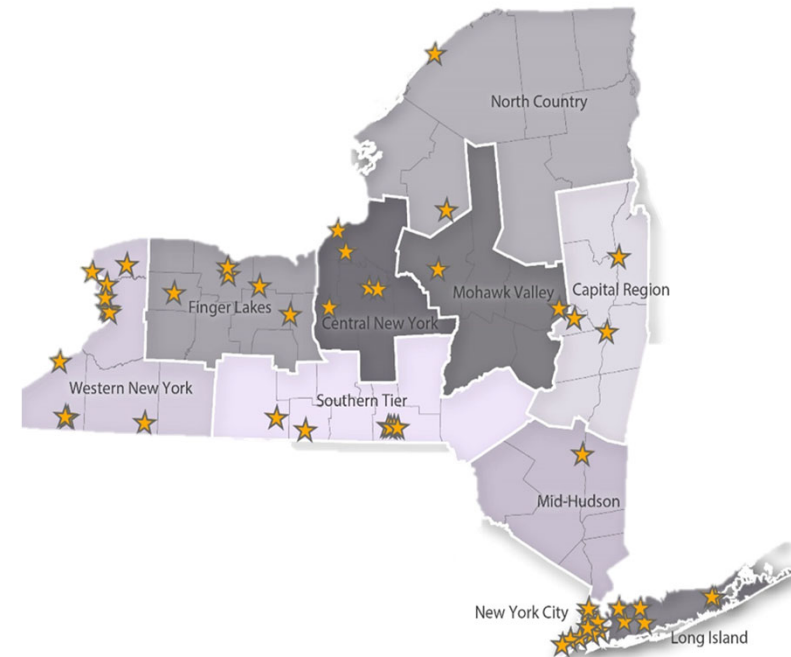 North Country
Capital Region
Mohawk Valley
Finger Lakes
Central New York
Western New York
Southern Tier
Mid-Hudson
New York City
Long Island